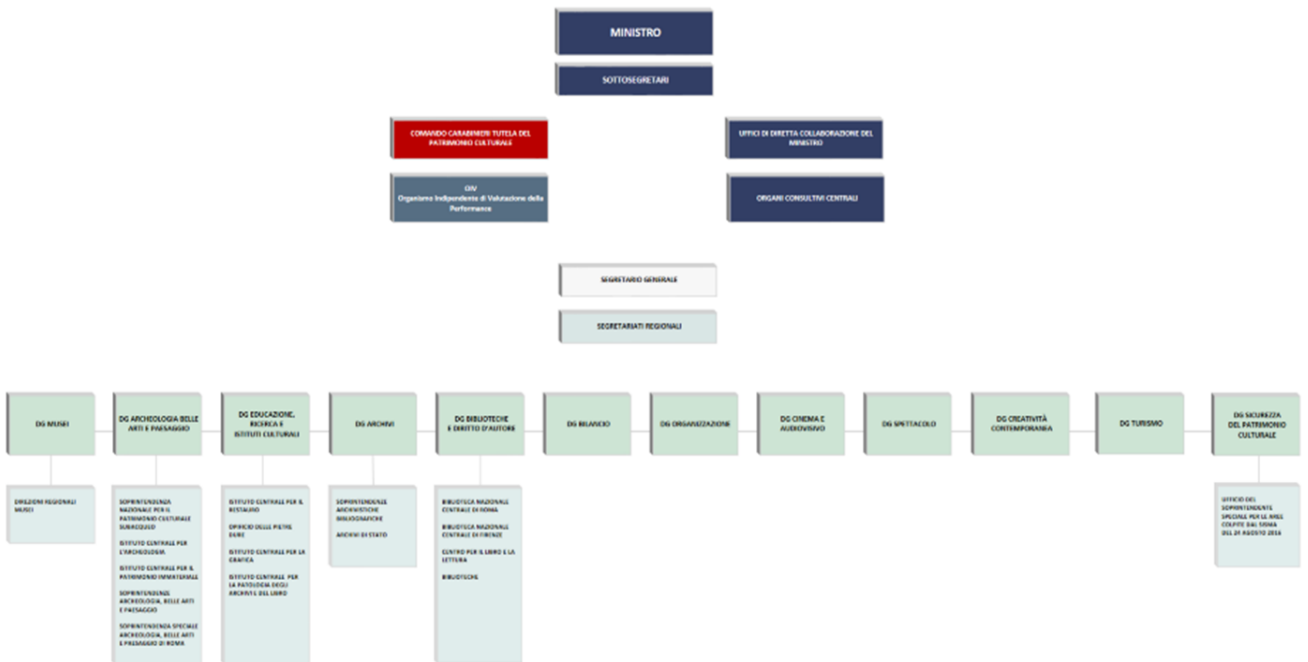 MINISTRO
SOTTOSEGRETARI
COMANDO CARABINIERI TUTELA DEL
PATRIMONIO CULTURALE
UFFICI DI DIRETTA COLLABORAZIONE DEL
MINISTRO
OIV
Organismo Indipendente di Valutazione della
Performance
ORGANI CONSULTIVI CENTRALI
SEGRETARIO GENERALE
SEGRETARIATI REGIONALI
DG MUSEI
DG ARCHEOLOGIA BELLE
ARTI E PAESAGGIO
DG EDUCAZIONE,
RICERCA E
ISTITUTI CULTURALI
DG ARCHIVI
DG BIBLIOTECHE
E DIRITTO D'AUTORE
DG BILANCIO
DG ORGANIZZAZIONE
DG CINEMA E
AUDIOVISIVO
DG SPETTACOLO
DG CREATIVITÀ
CONTEMPORANEA
DG TURISMO
DG SICUREZZA
DEL PATRIMONIO
CULTURALE
DIREZIONI REGIONALI
MUSEI
SOPRINTENDENZA
NAZIONALE PER IL
PATRIMONIO CULTURALE
SUBACQUEO
ISTITUTO CENTRALE PER
L'ARCHEOLOGIA
ISTITUTO CENTRALE PER IL
PATRIMONIO IMMATERIALE
SOPRINTENDENZE
ARCHEOLOGIA, BELLE ARTI
E PAESAGGIO
SOPRINTENDENZA SPECIALE
ARCHEOLOGIA, BELLE ARTI
E PAESAGGIO DI ROMA
ISTITUTO CENTRALE PER IL
RESTAURO
OPIFICIO DELLE PIETRE
DURE
ISTITUTO CENTRALE PER LA
GRAFICA
ISTITUTO CENTRALE PER
LA PATOLOGIA DEGLI
ARCHIVI E DEL LIBRO
SOPRINTENDENZE
ARCHIVISTICHE
BIBLIOGRAFICHE
ARCHIVI DI STATO
BIBLIOTECA NAZIONALE
CENTRALE DI ROMA
BIBLIOTECA NAZIONALE
CENTRALE DI FIRENZE
CENTRO PER IL LIBRO E LA
LETTURA
BIBLIOTECHE
UFFICIO DEL
SOPRINTENDENTE
SPECIALE PER LE AREE
COLPITE DAL SISMA
DEL 24 AGOSTO 2016